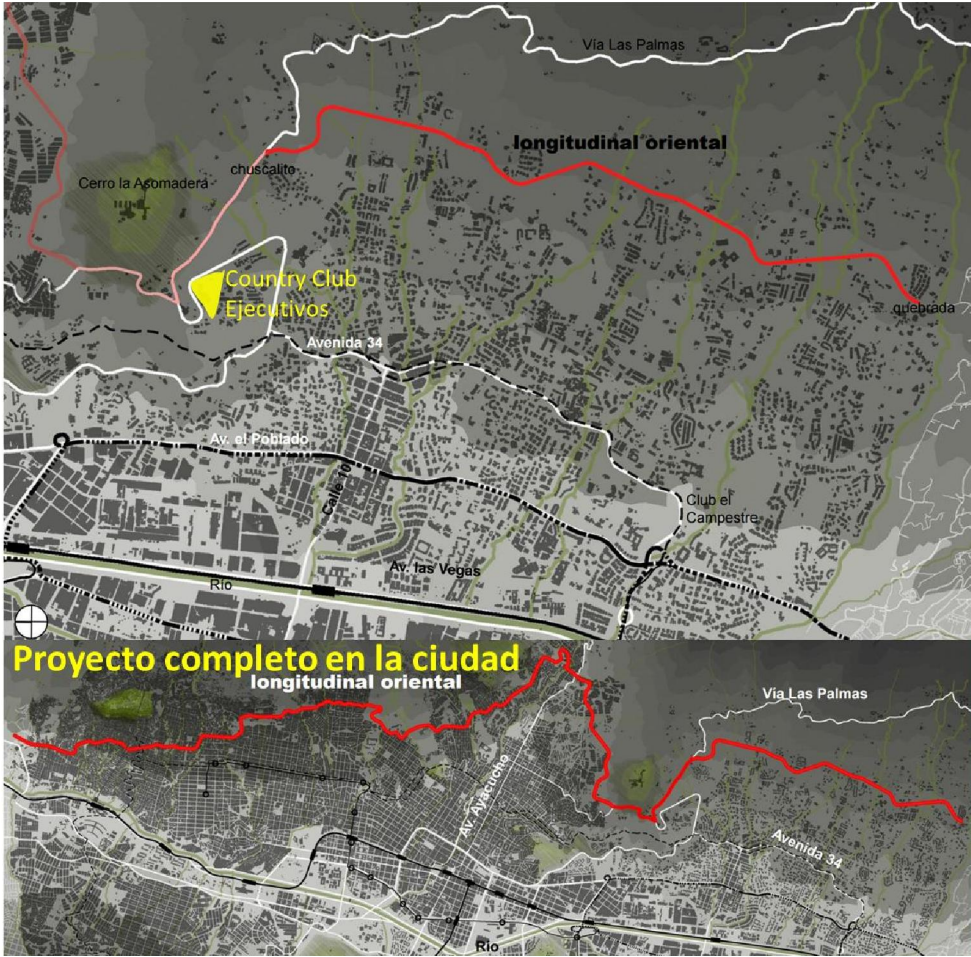 Vía Las Palmas
longitudinal oriental
chuscalito
Cerro la Asomadera
Country Club
Ejecutivos
quebrada
Avenida 34
Av. el Poblado
Calle 10
Club el
Campestre
Av. las Vegas
Río
Proyecto completo en la ciudad
longitudinal oriental
Vía Las Palmas
Av. Ayacucho
Avenida 34
Río